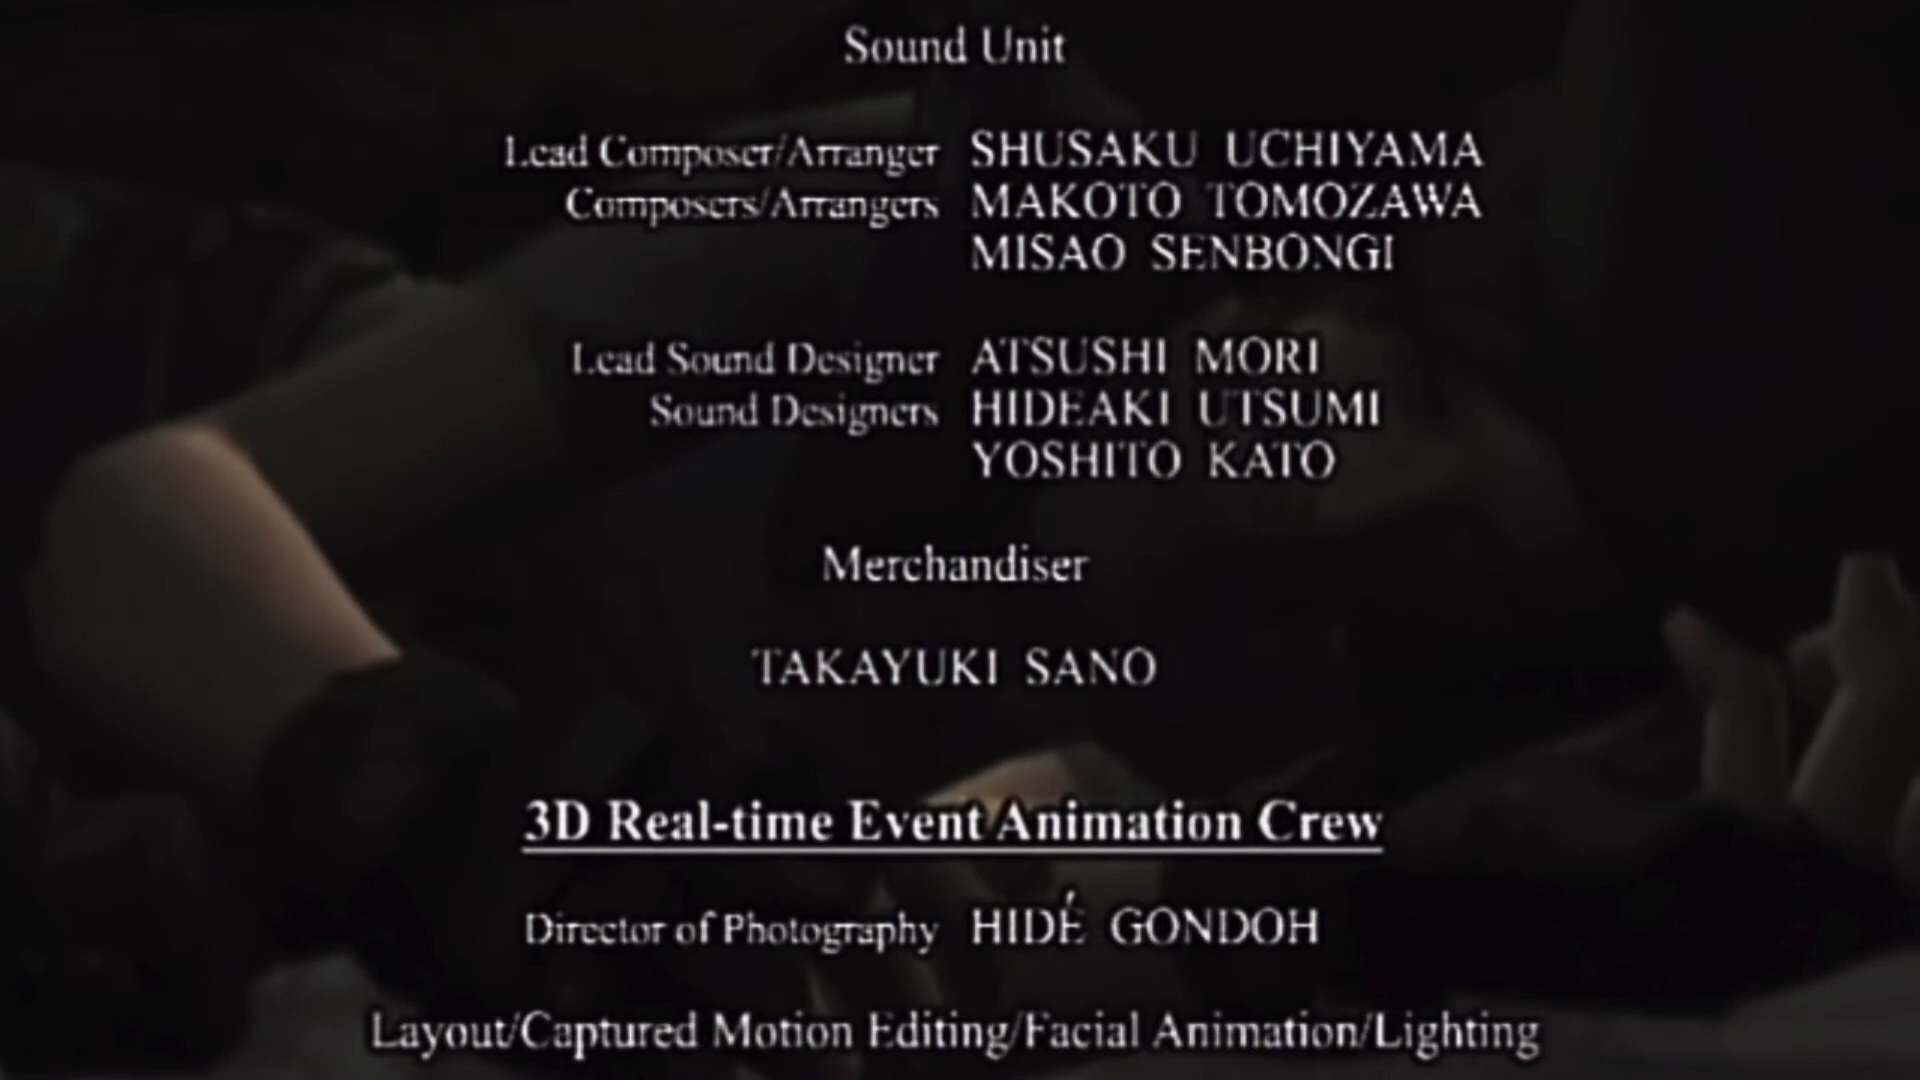 Sound Unit
Lead Composer/Arranger SHUSAKU UCHIYAMA
Composers/Arrangers MAKOTO TOMOZAWA
MISAO SENBONGI
Lead Sound Designer ATSUSHI MORI
Sound Designers HIDEAKI UTSUMI
YOSHITO KATO
Merchandiser
TAKAYUKI SANO
3D Real-time Event Animation Crew
Director of Photography HIDÉ GONDOH
Layout/Captured Motion Editing/Facial Animation/Lighting